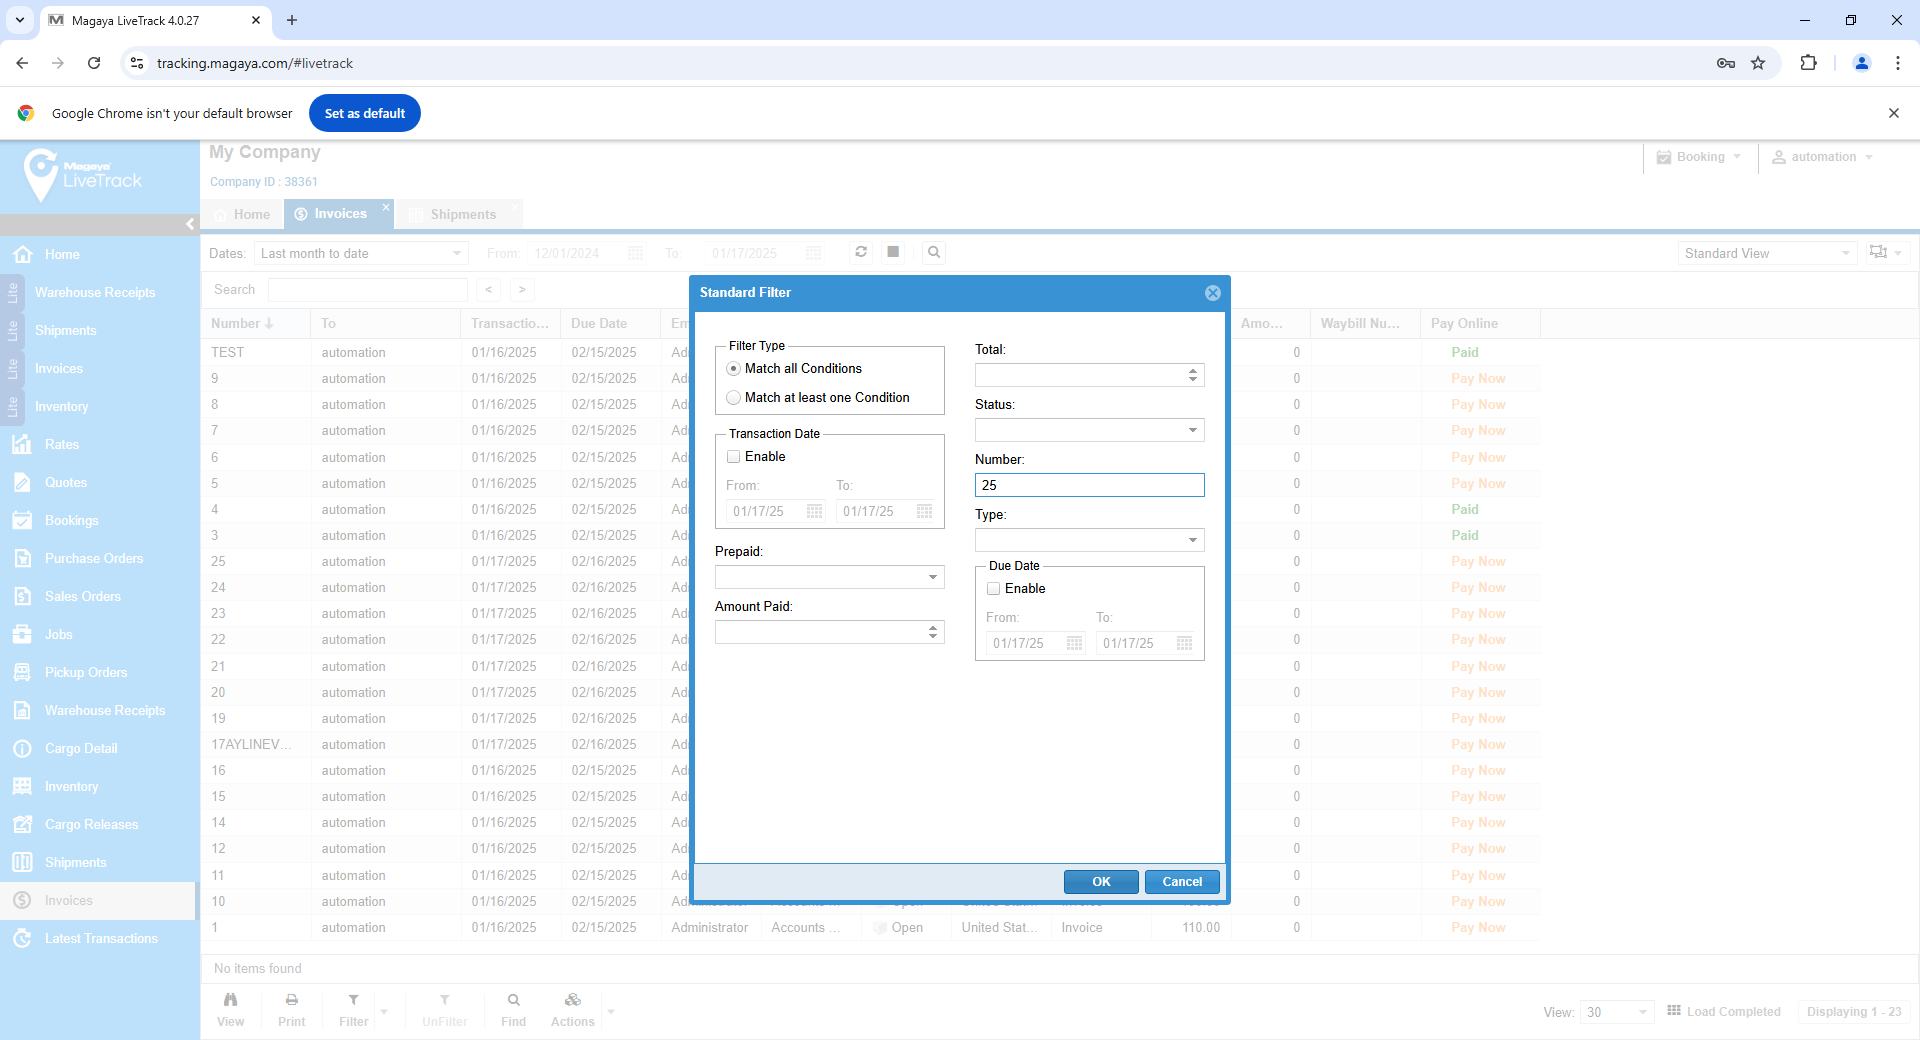 Magaya LiveTrack 4.0.27
tracking.magaya.com/#livetrack
Google Chrome isn't your default browser
Set as default
Magaya
LiveTrack
My Company
Company ID : 38361
Booking
automation
Home
Invoices
Shipments
Dates:
Last month to date
From:
12/01/2024
To:
01/17/2025
Standard View
Search
<
>
Home
Lite
Warehouse Receipts
Lite
Shipments
Lite
Invoices
Lite
Inventory
Rates
Quotes
Bookings
Purchase Orders
Sales Orders
Jobs
Pickup Orders
Warehouse Receipts
Cargo Detail
Inventory
Cargo Releases
Shipments
Invoices
Latest Transactions
Number To Transactio... Due Date Em Amo... Waybill Nu... Pay Online
TEST automation 01/16/2025 02/15/2025 Ad 0 Paid
9 automation 01/16/2025 02/15/2025 Ad 0 Pay Now
8 automation 01/16/2025 02/15/2025 Ad 0 Pay Now
7 automation 01/16/2025 02/15/2025 Ad 0 Pay Now
6 automation 01/16/2025 02/15/2025 Ad 0 Pay Now
5 automation 01/16/2025 02/15/2025 Ad 0 Pay Now
4 automation 01/16/2025 02/15/2025 Ad 0 Paid
3 automation 01/16/2025 02/15/2025 Ad 0 Paid
25 automation 01/17/2025 02/16/2025 Ad 0 Pay Now
24 automation 01/17/2025 02/16/2025 Ad 0 Pay Now
23 automation 01/17/2025 02/16/2025 Ad 0 Pay Now
22 automation 01/17/2025 02/16/2025 Ad 0 Pay Now
21 automation 01/17/2025 02/16/2025 Ad 0 Pay Now
20 automation 01/17/2025 02/16/2025 Ad 0 Pay Now
19 automation 01/17/2025 02/16/2025 Ad 0 Pay Now
17AYLINEV... automation 01/17/2025 02/16/2025 Ad 0 Pay Now
16 automation 01/16/2025 02/15/2025 Ad 0 Pay Now
15 automation 01/16/2025 02/15/2025 Ad 0 Pay Now
14 automation 01/16/2025 02/15/2025 Ad 0 Pay Now
12 automation 01/16/2025 02/15/2025 Ad 0 Pay Now
11 automation 01/16/2025 02/15/2025 Ad 0 Pay Now
10 automation 01/16/2025 02/15/2025 0 Pay Now
1 automation 01/16/2025 02/15/2025 Administrator Accounts ... Open United Stat... Invoice 110.00 0 Pay Now
Standard Filter
Filter Type
Match all Conditions
Match at least one Condition
Transaction Date
Enable
From:
To:
01/17/25
01/17/25
Prepaid:
Amount Paid:
Total:
Status:
Number:
25
Type:
Due Date
Enable
From:
To:
01/17/25
01/17/25
OK
Cancel
No items found
View
Print
Filter
UnFilter
Find
Actions
View:
30
Load Completed
Displaying 1 - 23